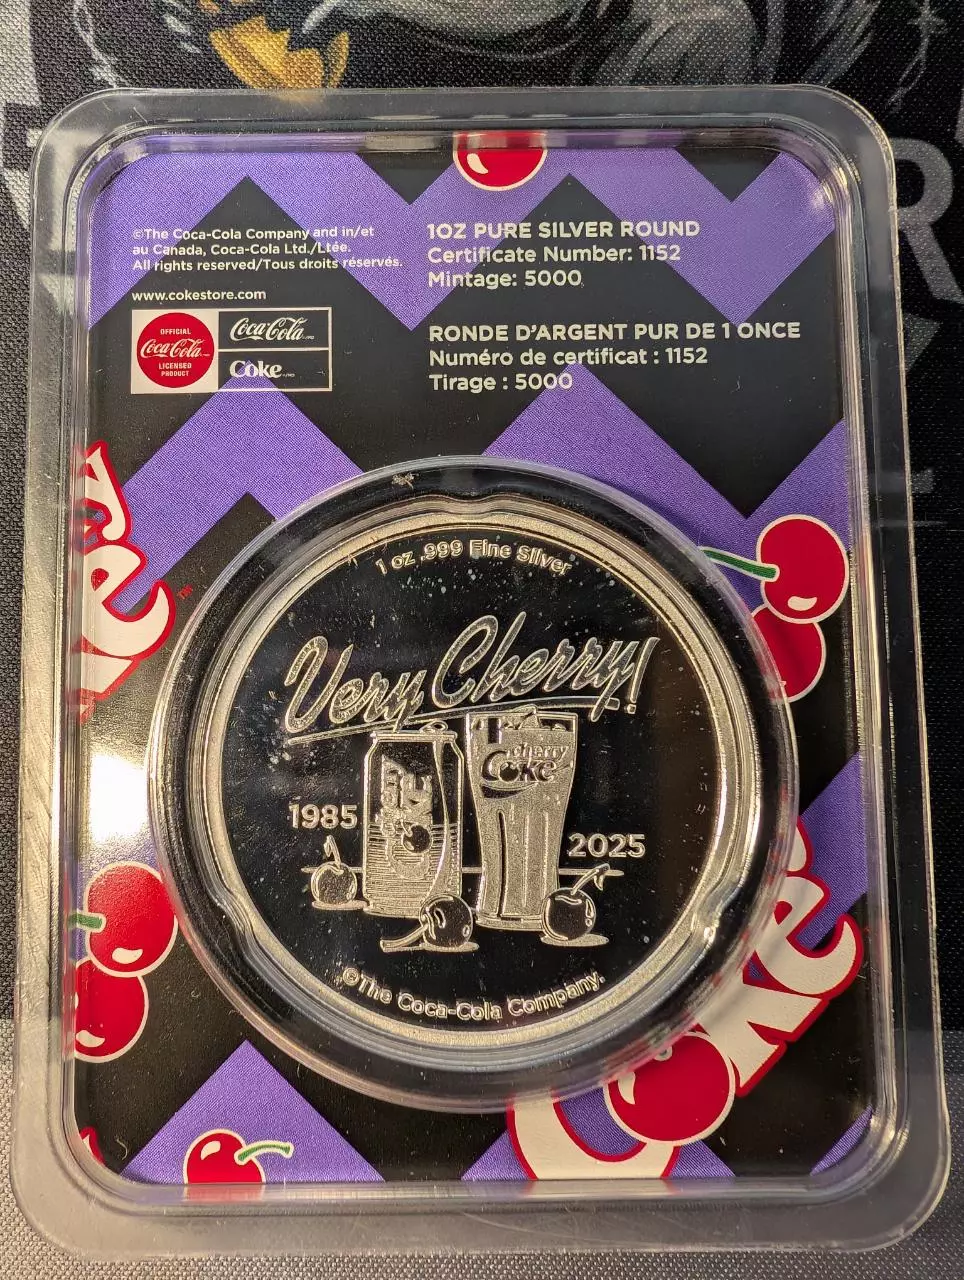 ©The Coca-Cola Company and in/et
au Canada, Coca-Cola Ltd./Ltée.
All rights reserved/Tous droits réservés.
www.cokestore.com
OFFICIAL
Coca-Cola
LICENSED
PRODUCT
Coca-Cola
Coke
1OZ PURE SILVER ROUND
Certificate Number: 1152
Mintage: 5000
RONDE D'ARGENT PUR DE 1 ONCE
Numéro de certificat : 1152
Tirage : 5000
1 oz .999 Fine Silver
Very Cherry!
cherry
Coke
1985
2025
©The Coca-Cola Company.
Coke